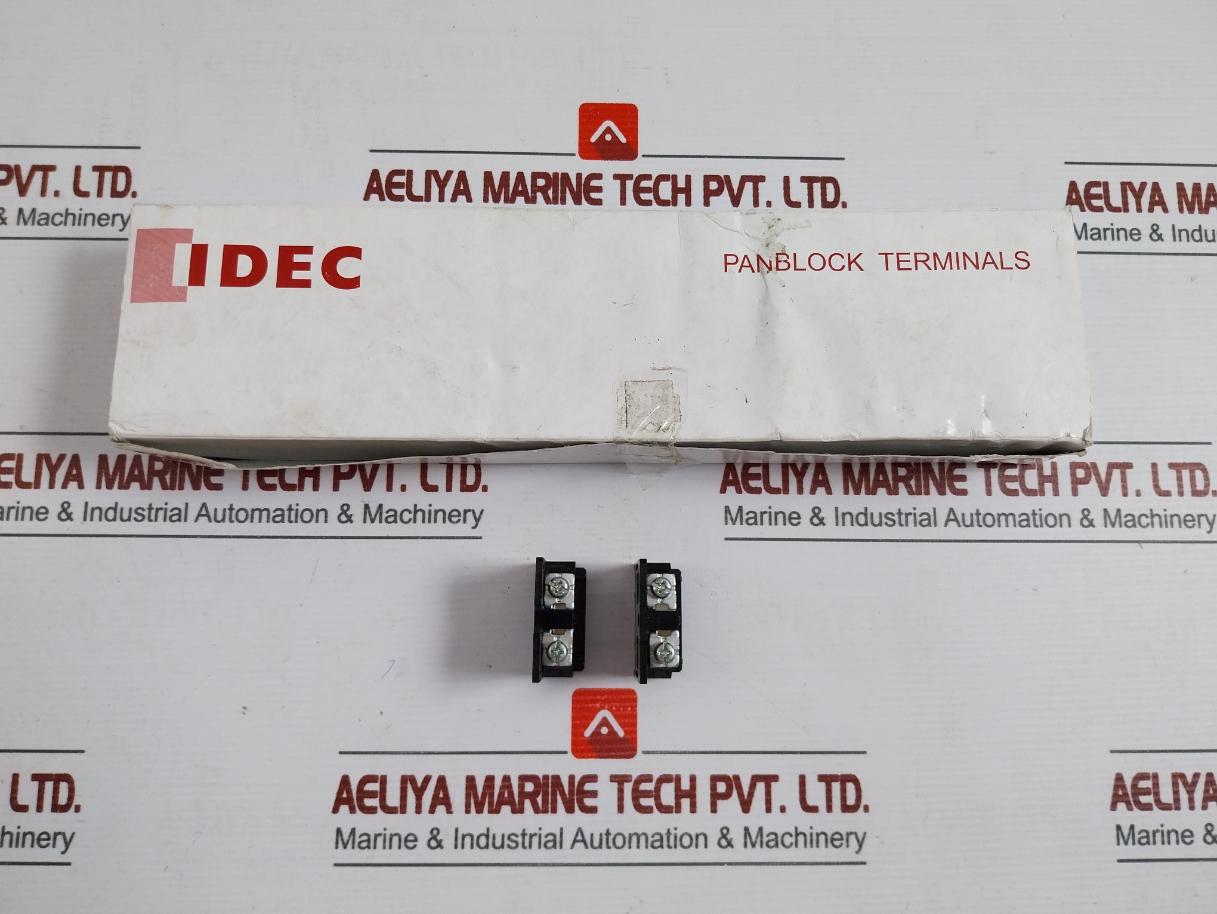 AELIYA MARINE TECH PVT. LTD.
PVT. LTD.
& Machinery
AELIYA MA
Marine & Indu
IDEC
PANBLOCK TERMINALS
ELIYA MARINE TECH PVT. LTD.
arine & Industrial Automation & Machinery
AELIYA MARINE TECH PVT. LTD.
Marine & Industrial Automation & Machinery
LTD.
hinery
AELIYA MARINE TECH PVT. LTD.
Marine & Industrial Automation & Machinery
AELIYA
Marine &